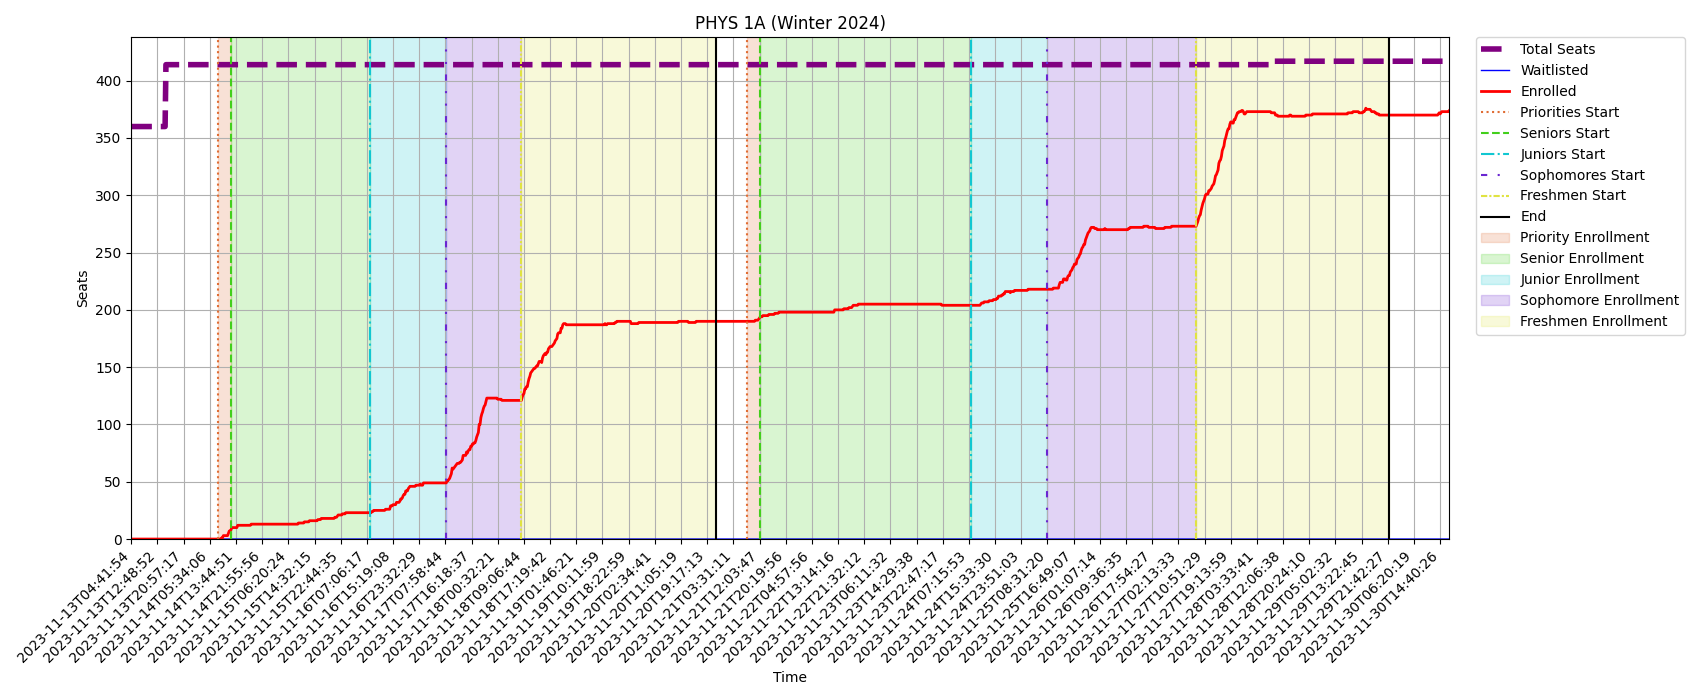 PHYS 1A (Winter 2024)
Seats
400
350
300
250
200
150
100
50
0
2023-11-13T04:41:54
2023-11-13T12:48:52
2023-11-13T20:57:17
2023-11-14T05:34:06
2023-11-14T13:44:51
2023-11-14T21:55:56
2023-11-15T06:20:24
2023-11-15T14:32:15
2023-11-15T22:44:35
2023-11-16T07:06:17
2023-11-16T15:19:08
2023-11-16T23:32:29
2023-11-17T07:58:44
2023-11-17T16:18:37
2023-11-18T00:32:21
2023-11-18T09:06:44
2023-11-18T17:19:42
2023-11-19T01:46:21
2023-11-19T10:11:59
2023-11-19T18:22:59
2023-11-20T02:34:41
2023-11-20T11:05:19
2023-11-20T19:17:13
2023-11-21T03:31:11
2023-11-21T12:03:47
2023-11-21T20:19:56
2023-11-22T04:57:56
2023-11-22T13:14:16
2023-11-22T21:32:12
2023-11-23T06:11:32
2023-11-23T14:29:38
2023-11-23T22:47:17
2023-11-24T07:15:53
2023-11-24T15:33:30
2023-11-24T23:51:03
2023-11-25T08:31:20
2023-11-25T16:49:07
2023-11-26T01:07:14
2023-11-26T09:36:35
2023-11-26T17:54:27
2023-11-27T02:13:33
2023-11-27T10:51:29
2023-11-27T19:13:59
2023-11-28T03:33:41
2023-11-28T12:06:38
2023-11-28T20:24:10
2023-11-29T05:02:32
2023-11-29T13:22:45
2023-11-29T21:42:27
2023-11-30T06:20:19
2023-11-30T14:40:26
Time
Total Seats
Waitlisted
Enrolled
Priorities Start
Seniors Start
Juniors Start
Sophomores Start
Freshmen Start
End
Priority Enrollment
Senior Enrollment
Junior Enrollment
Sophomore Enrollment
Freshmen Enrollment